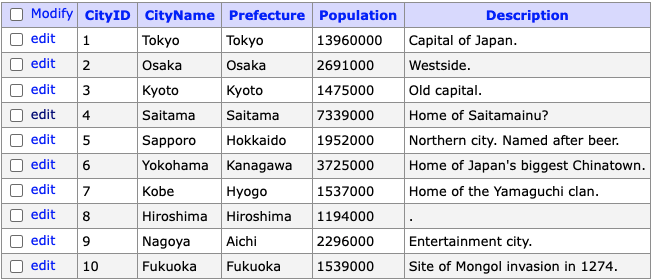 Modify CityID CityName Prefecture Population Description
edit 1 Tokyo Tokyo 13960000 Capital of Japan.
edit 2 Osaka Osaka 2691000 Westside.
edit 3 Kyoto Kyoto 1475000 Old capital.
edit 4 Saitama Saitama 7339000 Home of Saitamainu?
edit 5 Sapporo Hokkaido 1952000 Northern city. Named after beer.
edit 6 Yokohama Kanagawa 3725000 Home of Japan's biggest Chinatown.
edit 7 Kobe Hyogo 1537000 Home of the Yamaguchi clan.
edit 8 Hiroshima Hiroshima 1194000 .
edit 9 Nagoya Aichi 2296000 Entertainment city.
edit 10 Fukuoka Fukuoka 1539000 Site of Mongol invasion in 1274.